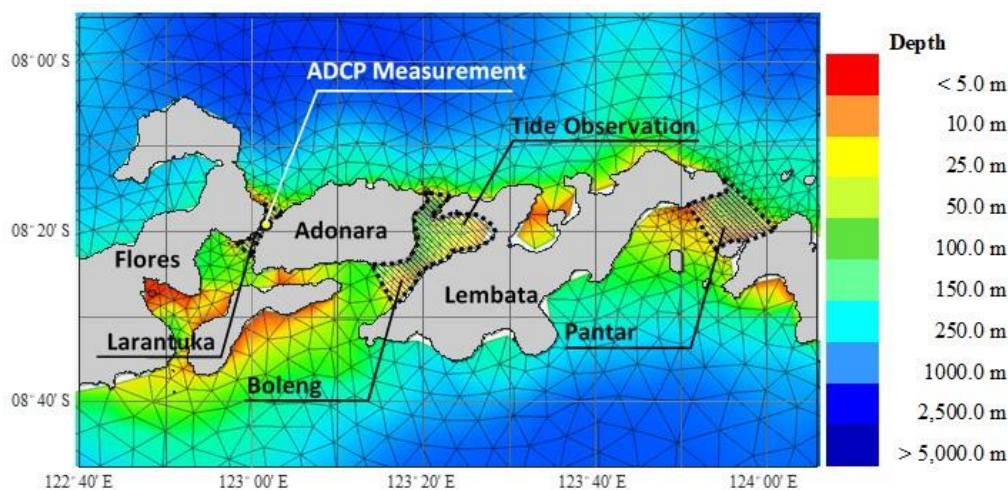 Depth
08° 00′ S
ADCP Measurement
< 5.0 m
Tide Observation
10.0 m
25.0 m
50.0 m
08° 20′ S
Adonara
100.0 m
Flores
150.0 m
Lembata
250.0 m
Larantuka
Pantar
1000.0 m
Boleng
08° 40′ S
2,500.0 m
> 5,000.0 m
122° 40′ E
123° 00′ E
123° 20′ E
123° 40′ E
124° 00′ E